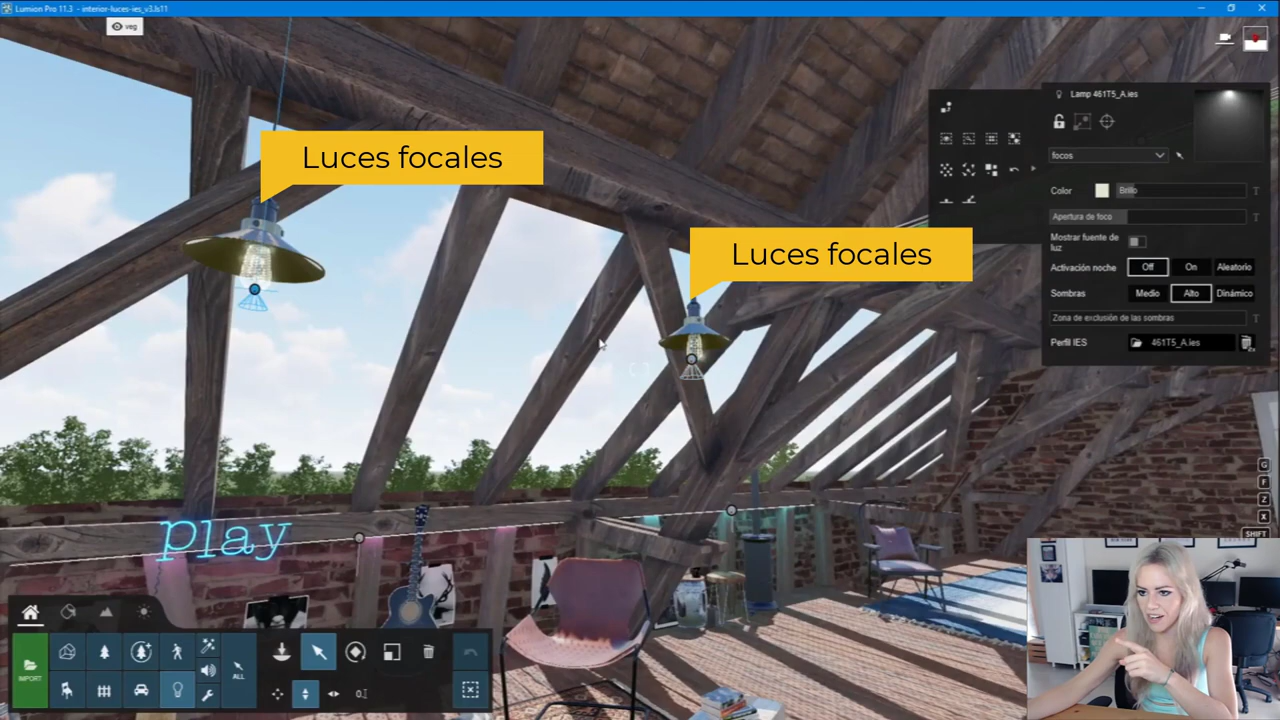 Lumion Pro 11.3 - interior-luces-ies_v3.ls11
veg
Luces focales
Luces focales
Lamp 461T5_A.ies
focos
Color
Brillo
Apertura de foco
Mostrar fuente de
luz
Activación noche
Off
On
Aleatorio
Sombras
Medio
Alto
Dinámico
Zona de exclusión de las sombras
Perfil IES
461T5_A.ies
G
F
Z
X
SHIFT
play
IMPORT
ALL